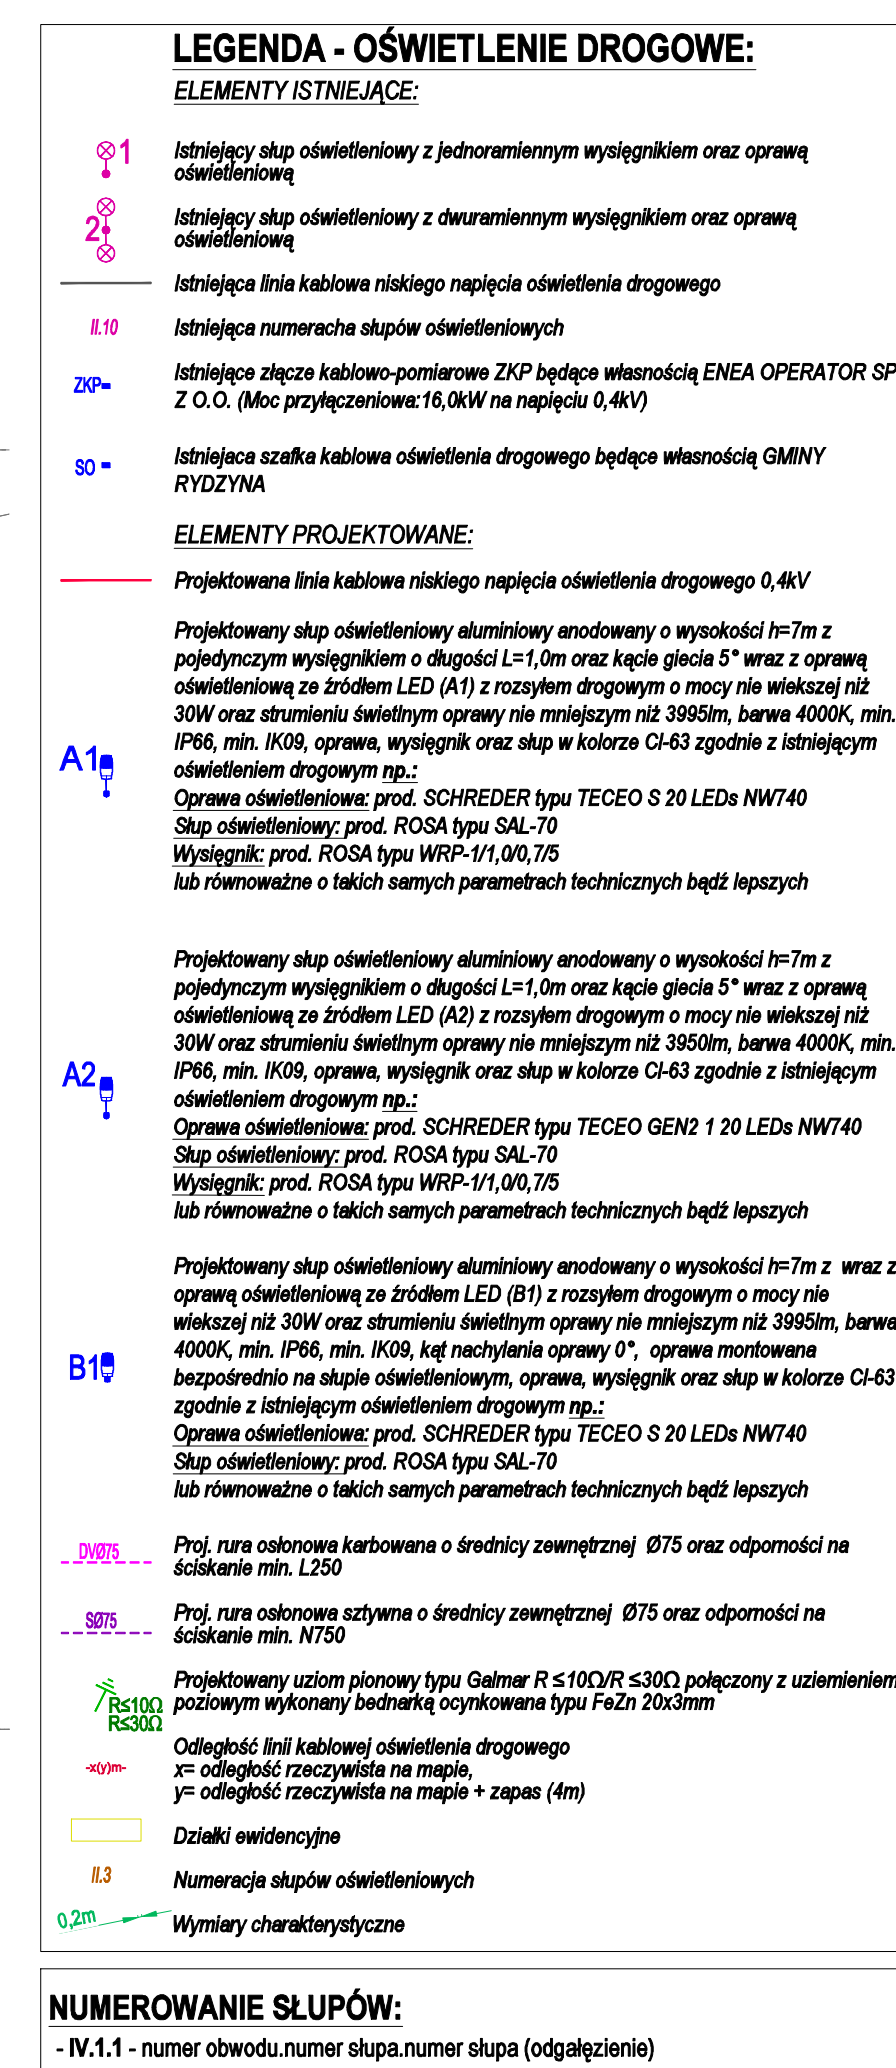 LEGENDA - OŚWIETLENIE DROGOWE:
ELEMENTY ISTNIEJĄCE:
1
Istniejący słup oświetleniowy z jednoramiennym wysięgnikiem oraz oprawą
oświetleniową
2
Istniejący słup oświetleniowy z dwuramiennym wysięgnikiem oraz oprawą
oświetleniową
Istniejąca linia kablowa niskiego napięcia oświetlenia drogowego
II.10
Istniejąca numeracha słupów oświetleniowych
ZKP
Istniejące złącze kablowo-pomiarowe ZKP będące własnością ENEA OPERATOR SP
Z O.O. (Moc przyłączeniowa:16,0kW na napięciu 0,4kV)
SO
Istniejaca szafka kablowa oświetlenia drogowego będące własnością GMINY
RYDZYNA
ELEMENTY PROJEKTOWANE:
Projektowana linia kablowa niskiego napięcia oświetlenia drogowego 0,4kV
A1
Projektowany słup oświetleniowy aluminiowy anodowany o wysokości h=7m z
pojedynczym wysięgnikiem o długości L=1,0m oraz kącie giecia 5° wraz z oprawą
oświetleniową ze źródłem LED (A1) z rozsyłem drogowym o mocy nie wiekszej niż
30W oraz strumieniu świetlnym oprawy nie mniejszym niż 3995lm, barwa 4000K, min.
IP66, min. IK09, oprawa, wysięgnik oraz słup w kolorze CI-63 zgodnie z istniejącym
oświetleniem drogowym np.:
Oprawa oświetleniowa: prod. SCHREDER typu TECEO S 20 LEDs NW740
Słup oświetleniowy: prod. ROSA typu SAL-70
Wysięgnik: prod. ROSA typu WRP-1/1,0/0,7/5
lub równoważne o takich samych parametrach technicznych bądź lepszych
A2
Projektowany słup oświetleniowy aluminiowy anodowany o wysokości h=7m z
pojedynczym wysięgnikiem o długości L=1,0m oraz kącie giecia 5° wraz z oprawą
oświetleniową ze źródłem LED (A2) z rozsyłem drogowym o mocy nie wiekszej niż
30W oraz strumieniu świetlnym oprawy nie mniejszym niż 3950lm, barwa 4000K, min.
IP66, min. IK09, oprawa, wysięgnik oraz słup w kolorze CI-63 zgodnie z istniejącym
oświetleniem drogowym np.:
Oprawa oświetleniowa: prod. SCHREDER typu TECEO GEN2 1 20 LEDs NW740
Słup oświetleniowy: prod. ROSA typu SAL-70
Wysięgnik: prod. ROSA typu WRP-1/1,0/0,7/5
lub równoważne o takich samych parametrach technicznych bądź lepszych
B1
Projektowany słup oświetleniowy aluminiowy anodowany o wysokości h=7m z wraz z
oprawą oświetleniową ze źródłem LED (B1) z rozsyłem drogowym o mocy nie
wiekszej niż 30W oraz strumieniu świetlnym oprawy nie mniejszym niż 3995lm, barwa
4000K, min. IP66, min. IK09, kąt nachylania oprawy 0°, oprawa montowana
bezpośrednio na słupie oświetleniowym, oprawa, wysięgnik oraz słup w kolorze CI-63
zgodnie z istniejącym oświetleniem drogowym np.:
Oprawa oświetleniowa: prod. SCHREDER typu TECEO S 20 LEDs NW740
Słup oświetleniowy: prod. ROSA typu SAL-70
lub równoważne o takich samych parametrach technicznych bądź lepszych
DVØ75
Proj. rura osłonowa karbowana o średnicy zewnętrznej Ø75 oraz odporności na
ściskanie min. L250
SØ75
Proj. rura osłonowa sztywna o średnicy zewnętrznej Ø75 oraz odporności na
ściskanie min. N750
R≤10Ω
R≤30Ω
Projektowany uziom pionowy typu Galmar R ≤10Ω/R ≤30Ω połączony z uziemieniem
poziowym wykonany bednarką ocynkowana typu FeZn 20x3mm
-x(y)m-
Odległość linii kablowej oświetlenia drogowego
x= odległość rzeczywista na mapie,
y= odległość rzeczywista na mapie + zapas (4m)
Działki ewidencyjne
II.3
Numeracja słupów oświetleniowych
0,2m
Wymiary charakterystyczne
NUMEROWANIE SŁUPÓW:
- IV.1.1 - numer obwodu.numer słupa.numer słupa (odgałęzienie)